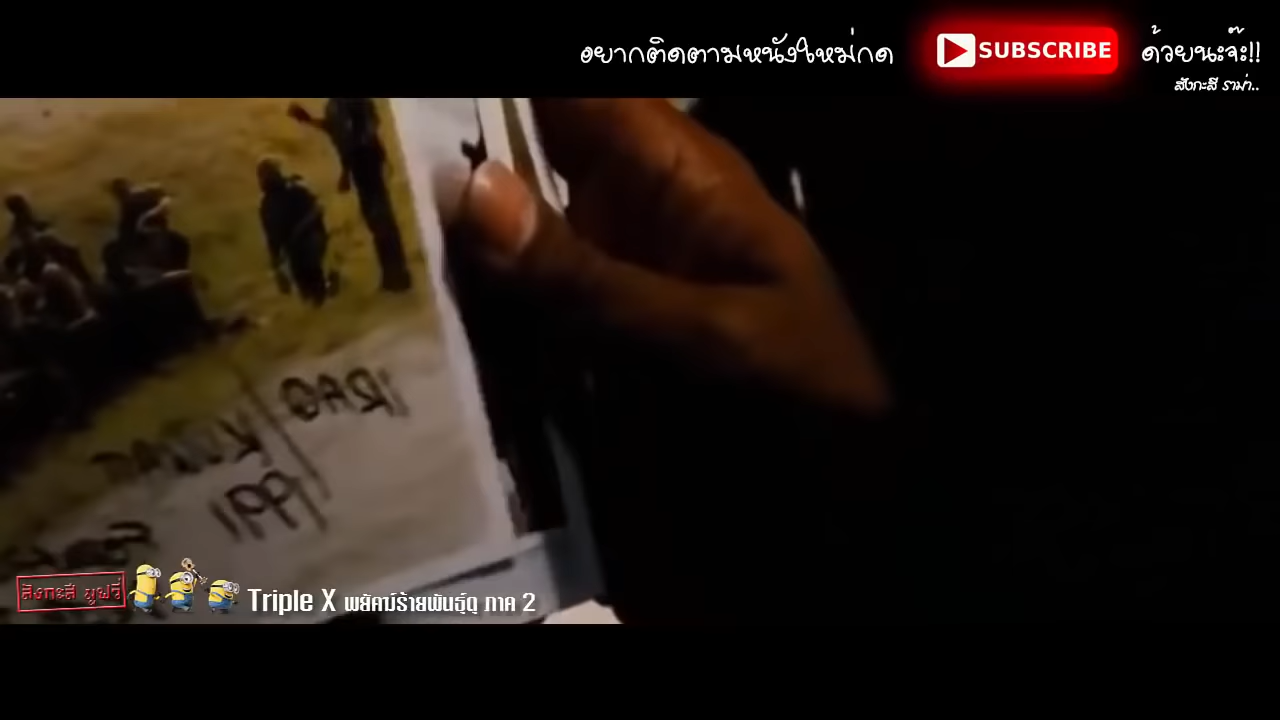 อยากติดตามหนังใหม่กด SUBSCRIBE ด้วยนะจ๊ะ!!
สังกะสี รามา..
IRAQ
KUWAIT
1991
สังกะสี มูฟวี่ Triple X พยัคฆ์ร้ายพันธุ์ดุ ภาค 2